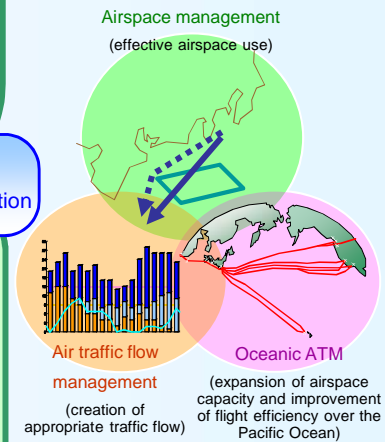 Airspace management
(effective airspace use)
tion
Air traffic flow
management
(creation of
appropriate traffic flow)
Oceanic ATM
(expansion of airspace
capacity and improvement
of flight efficiency over the
Pacific Ocean)